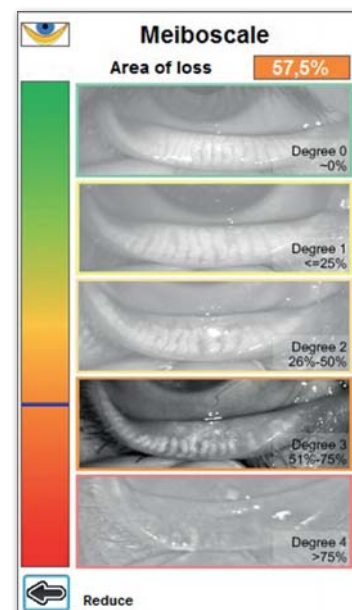 Meiboscale
Area of loss 57,5%
Degree 0
~0%
Degree 1
<=25%
Degree 2
26%-50%
Degree 3
51%-75%
Degree 4
>75%
Reduce